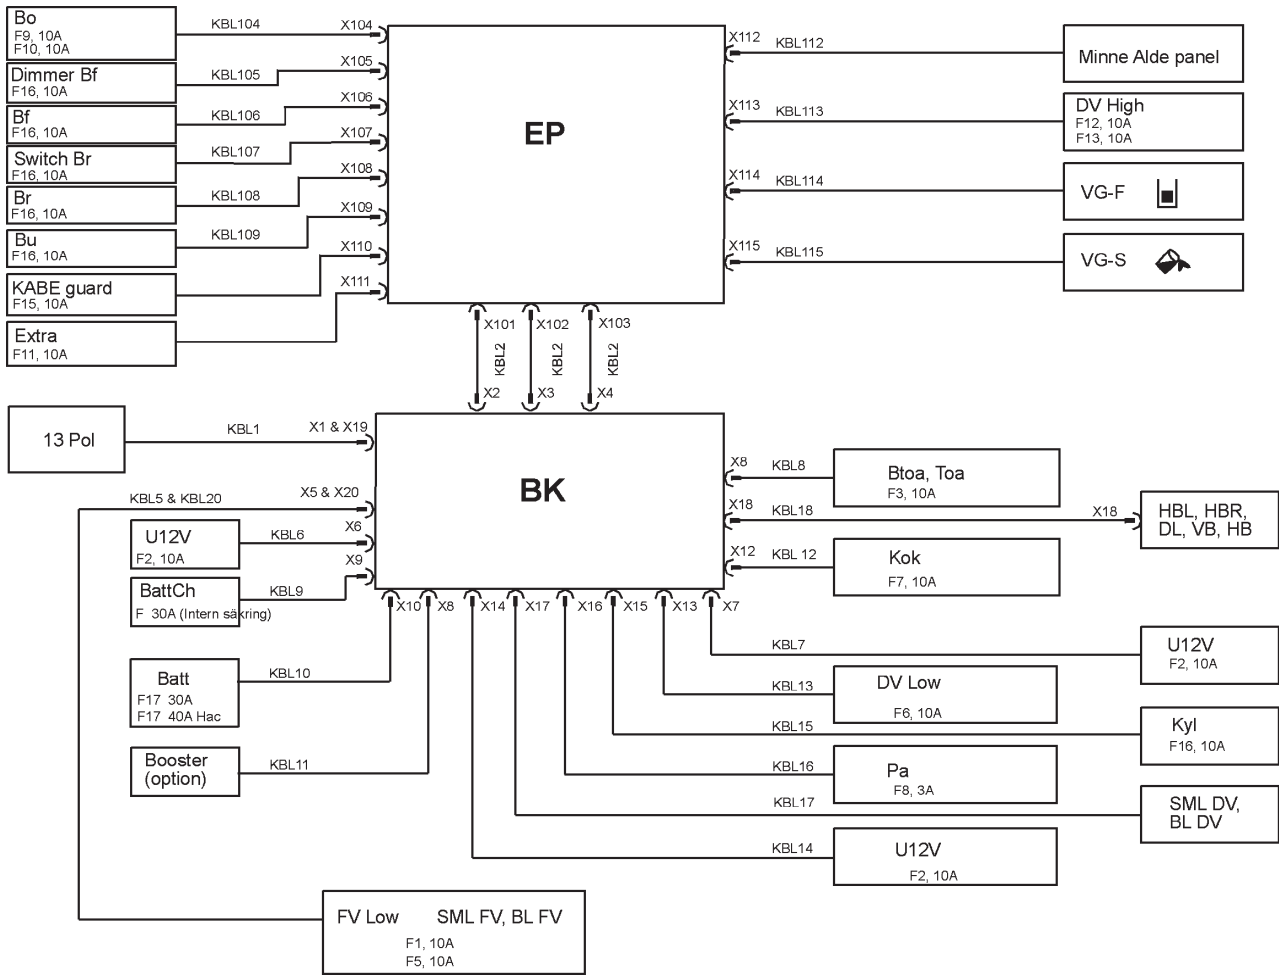 Bo
F9, 10A
F10, 10A
KBL104
X104
Dimmer Bf
F16, 10A
KBL105
X105
Bf
F16, 10A
KBL106
X106
Switch Br
F16, 10A
KBL107
X107
Br
F16, 10A
KBL108
X108
Bu
F16, 10A
KBL109
X109
KABE guard
F15, 10A
X110
Extra
F11, 10A
X111
EP
X112
KBL112
Minne Alde panel
X113
KBL113
DV High
F12, 10A
F13, 10A
X114
KBL114
VG-F
X115
KBL115
VG-S
X101
X102
X103
KBL2
KBL2
KBL2
X2
X3
X4
13 Pol
KBL1
X1 & X19
BK
KBL5 & KBL20
X5 & X20
U12V
F2, 10A
KBL6
X6
BattCh
F 30A (Intern säkring)
KBL9
X9
X8
KBL8
Btoa, Toa
F3, 10A
X18
KBL18
X18
HBL, HBR,
DL, VB, HB
X12
KBL 12
Kok
F7, 10A
X10
X8
X14
X17
X16
X15
X13
X7
Batt
F17 30A
F17 40A Hac
KBL10
Booster
(option)
KBL11
KBL7
U12V
F2, 10A
KBL13
DV Low
F6, 10A
KBL15
Kyl
F16, 10A
KBL16
Pa
F8, 3A
KBL17
SML DV,
BL DV
KBL14
U12V
F2, 10A
FV Low SML FV, BL FV
F1, 10A
F5, 10A